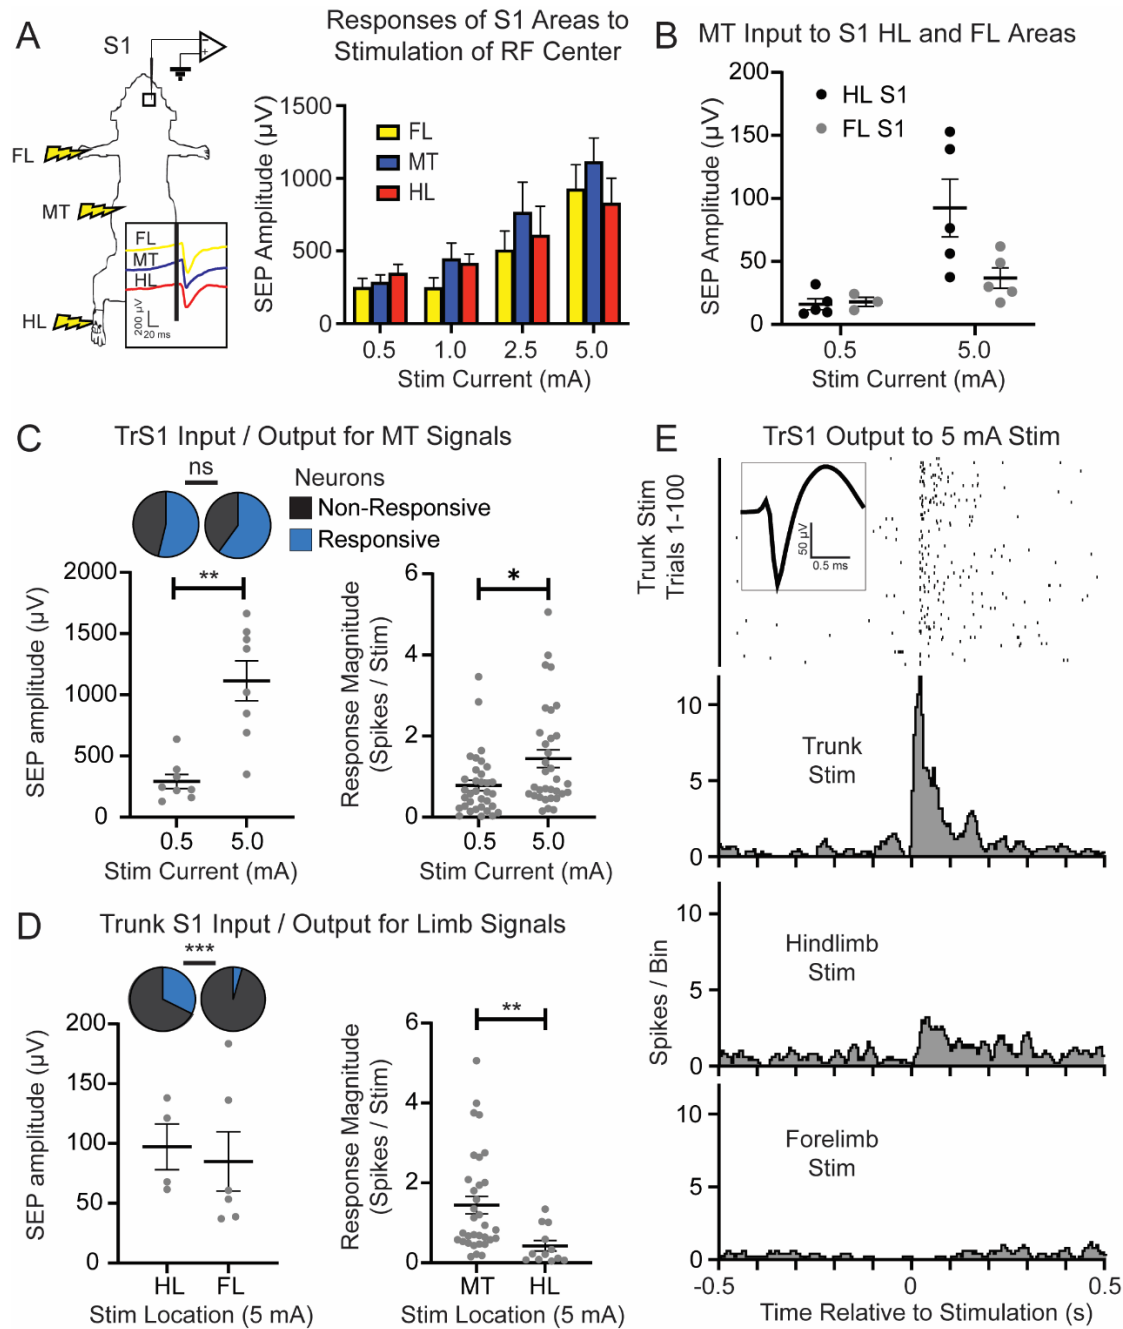 A
S1
FL
MT
HL
FL
MT
HL
200 µV
20 ms
Responses of S1 Areas to
Stimulation of RF Center
SEP Amplitude (µV)
1500
1000
500
0
FL
MT
HL
0.5
1.0
2.5
5.0
Stim Current (mA)
B
MT Input to S1 HL and FL Areas
SEP Amplitude (µV)
200
150
100
50
0
HL S1
FL S1
0.5
5.0
Stim Current (mA)
C
TrS1 Input / Output for MT Signals
ns
Neurons
Non-Responsive
Responsive
SEP amplitude (µV)
2000
1500
1000
500
0
**
0.5
5.0
Stim Current (mA)
Response Magnitude
(Spikes / Stim)
6
4
2
0
*
0.5
5.0
Stim Current (mA)
D
Trunk S1 Input / Output for Limb Signals
***
SEP amplitude (µV)
200
150
100
50
0
HL
FL
Stim Location (5 mA)
Response Magnitude
(Spikes / Stim)
6
4
2
0
**
MT
HL
Stim Location (5 mA)
E
TrS1 Output to 5 mA Stim
Trunk Stim
Trials 1-100
50 µV
0.5 ms
10
5
0
Trunk
Stim
Spikes / Bin
10
5
0
Hindlimb
Stim
10
5
0
Forelimb
Stim
-0.5
0
0.5
Time Relative to Stimulation (s)